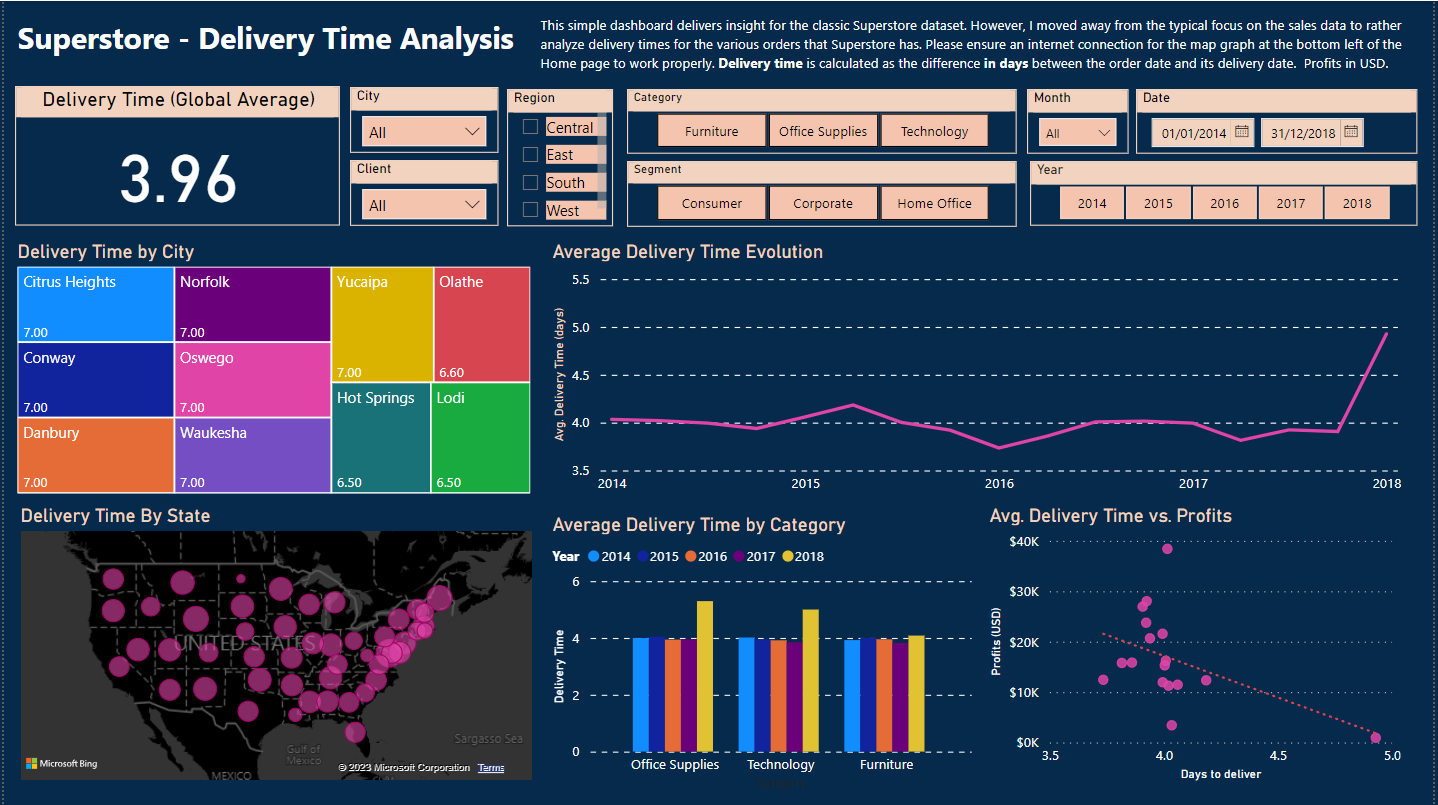 Superstore - Delivery Time Analysis
This simple dashboard delivers insight for the classic Superstore dataset. However, I moved away from the typical focus on the sales data to rather
analyze delivery times for the various orders that Superstore has. Please ensure an internet connection for the map graph at the bottom left of the
Home page to work properly. Delivery time is calculated as the difference in days between the order date and its delivery date. Profits in USD.
Delivery Time (Global Average)
3.96
City
All
Client
All
Region
Central
East
South
West
Category
Furniture
Office Supplies
Technology
Segment
Consumer
Corporate
Home Office
Month
All
Date
01/01/2014
31/12/2018
Year
2014
2015
2016
2017
2018
Delivery Time by City
Citrus Heights
7.00
Conway
7.00
Danbury
7.00
Norfolk
7.00
Oswego
7.00
Waukesha
7.00
Yucaipa
7.00
Olathe
6.60
Hot Springs
6.50
Lodi
6.50
Average Delivery Time Evolution
Avg. Delivery Time (days)
5.5
5.0
4.5
4.0
3.5
2014
2015
2016
2017
2018
Delivery Time By State
UNITED STATES
Gulf of
Mexico
Sargasso Sea
MEXICO
Microsoft Bing
© 2023 Microsoft Corporation Terms
Average Delivery Time by Category
Year 2014 2015 2016 2017 2018
Delivery Time
6
4
2
0
Office Supplies
Technology
Furniture
Avg. Delivery Time vs. Profits
Profits (USD)
$40K
$30K
$20K
$10K
$0K
3.5
4.0
4.5
5.0
Days to deliver